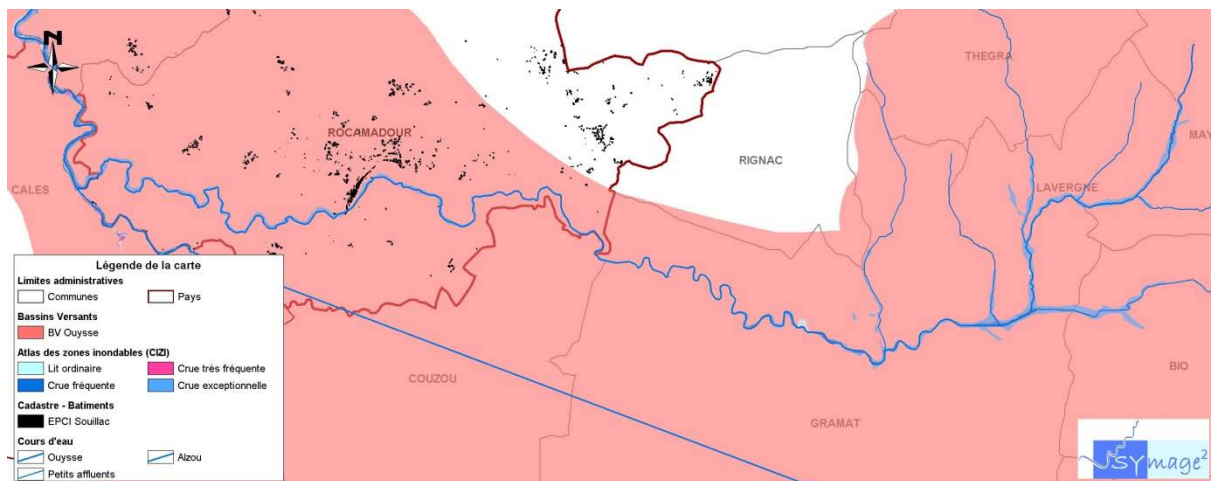 N
THEGRA
ROCAMADOUR
MAY
RIGNAC
CALES
LAVERGNE
COUZOU
BIO
GRAMAT
Légende de la carte
Limites administratives
Communes Pays
Bassins Versants
BV Ouysse
Atlas des zones inondables (CIZI)
Lit ordinaire Crue très fréquente
Crue fréquente Crue exceptionnelle
Cadastre - Batiments
EPCI Souillac
Cours d'eau
Ouysse Alzou
Petits affluents
SYmage²